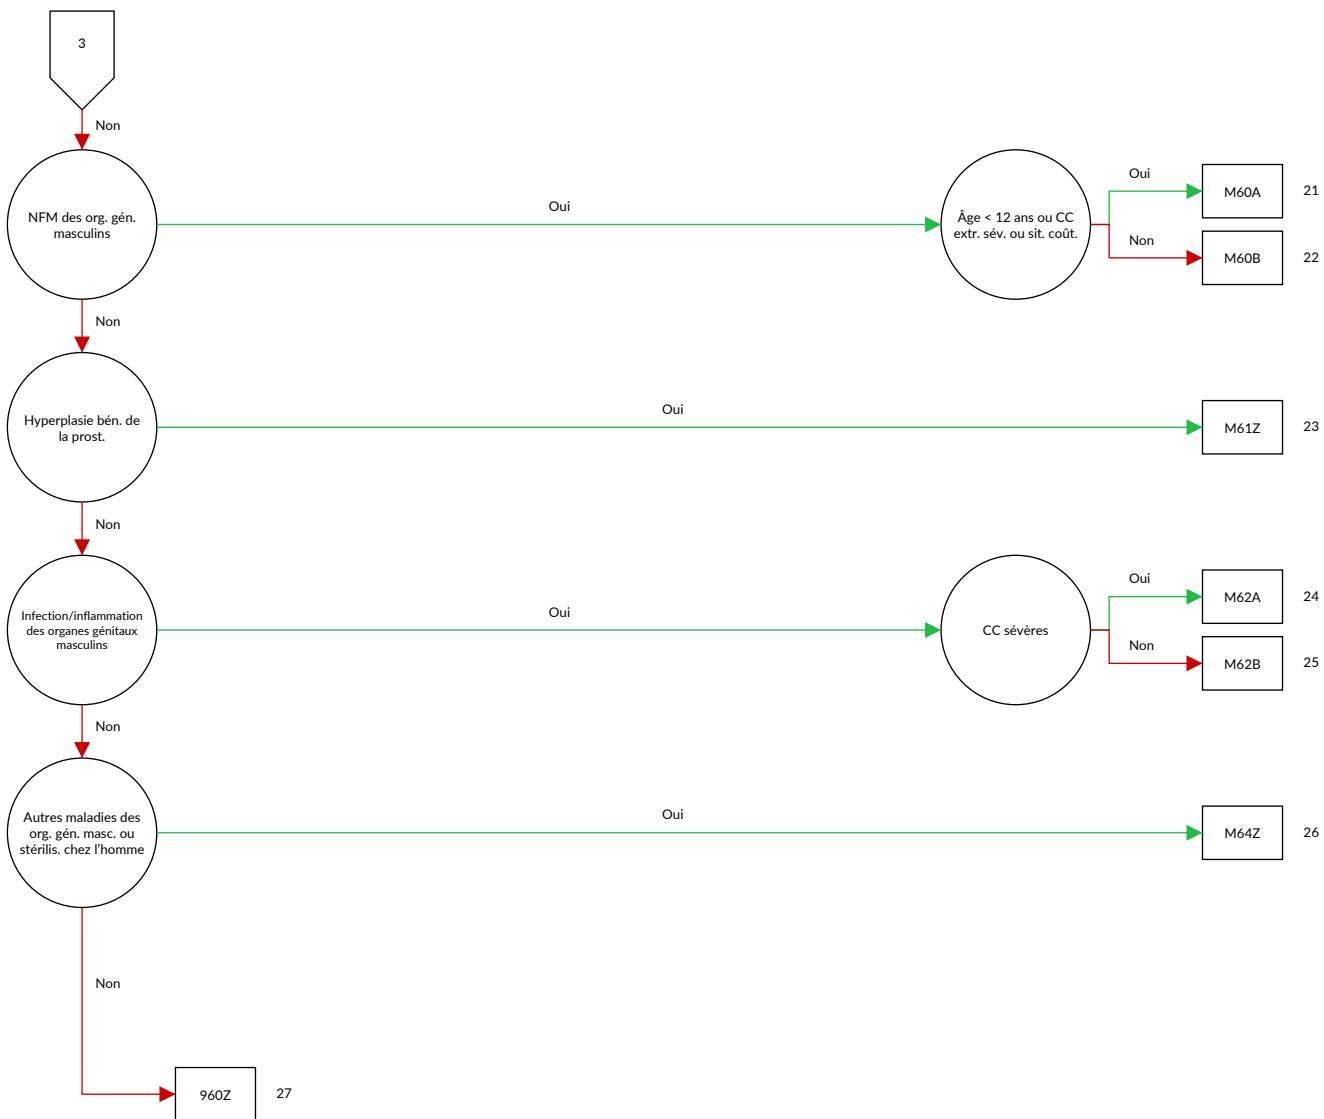 3
Non
NFM des org. gén.
masculins
Oui
Âge < 12 ans ou CC
extr. sév. ou sit. coût.
Oui
M60A
21
Non
M60B
22
Non
Hyperplasie bén. de
la prost.
Oui
M61Z
23
Non
Infection/inflammation
des organes génitaux
masculins
Oui
CC sévères
Oui
M62A
24
Non
M62B
25
Non
Autres maladies des
org. gén. masc. ou
stérilis. chez l'homme
Oui
M64Z
26
Non
960Z
27